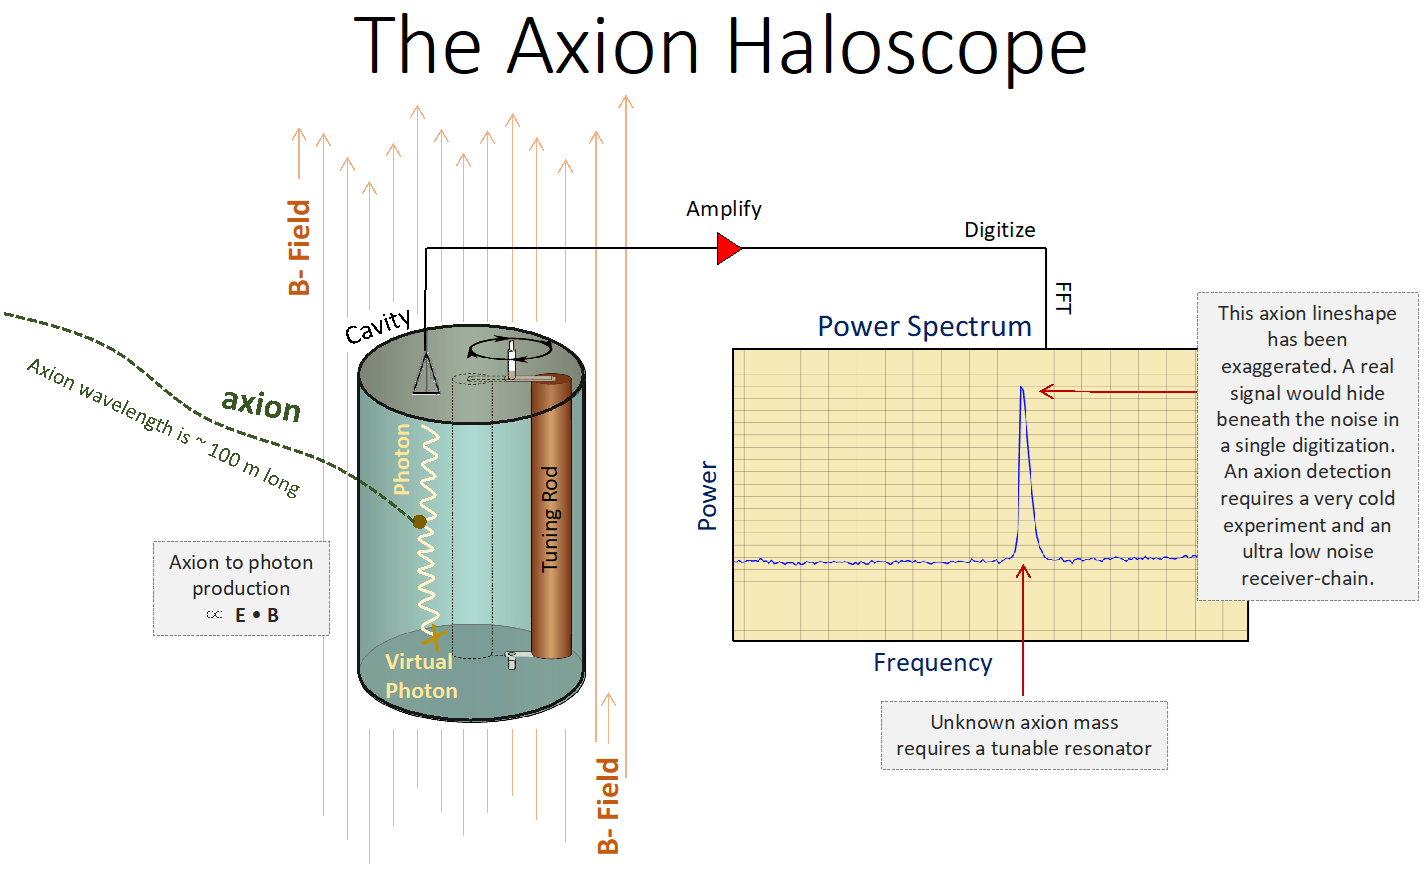 The Axion Haloscope
B- Field
Amplify
Digitize
FFT
Cavity
Power Spectrum
axion
Axion wavelength is ~ 100 m long
Photon
Tuning Rod
Virtual
Photon
Axion to photon
production
∝ E • B
Power
Frequency
This axion lineshape
has been
exaggerated. A real
signal would hide
beneath the noise in
a single digitization.
An axion detection
requires a very cold
experiment and an
ultra low noise
receiver-chain.
Unknown axion mass
requires a tunable resonator
B- Field